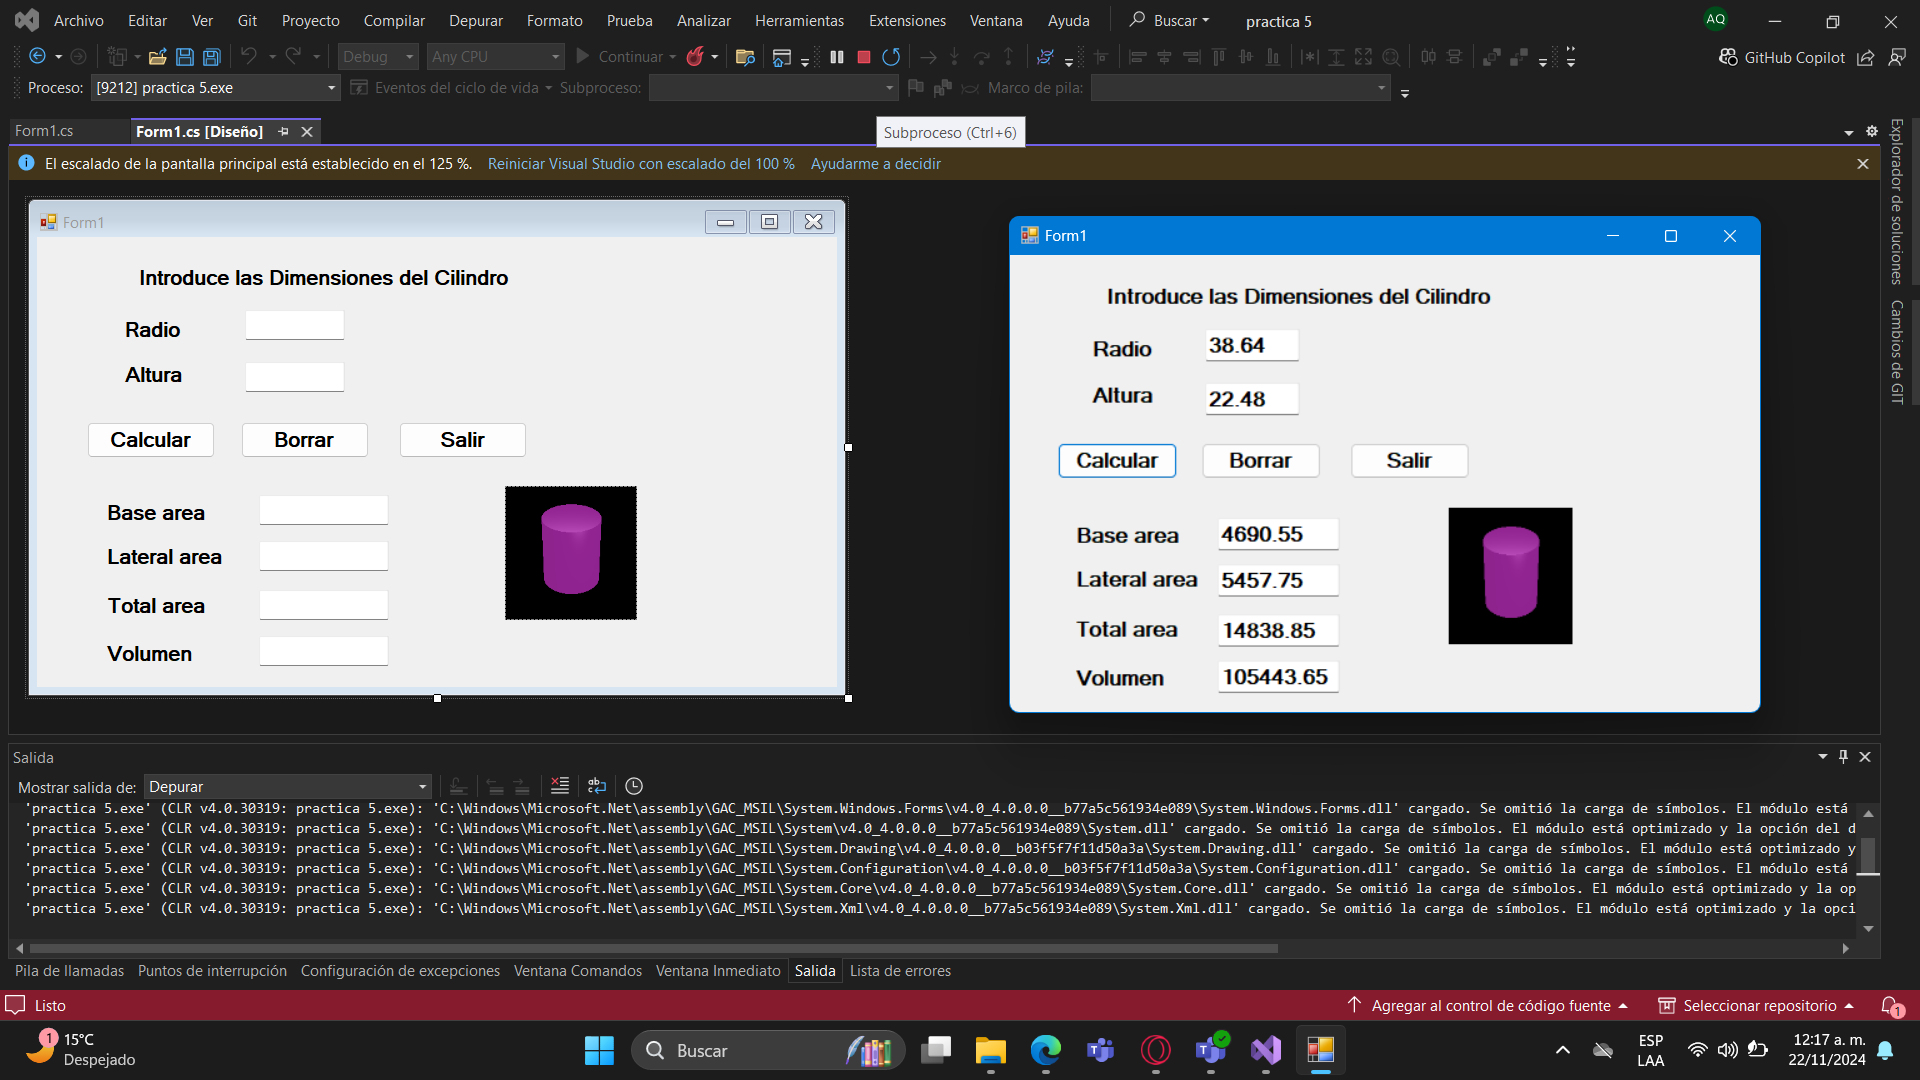 Archivo Editar Ver Git Proyecto Compilar Depurar Formato Prueba Analizar Herramientas Extensiones Ventana Ayuda Buscar practica 5 AQ
Debug Any CPU Continuar GitHub Copilot
Proceso: [9212] practica 5.exe Eventos del ciclo de vida Subproceso: Marco de pila:
Form1.cs Form1.cs [Diseño] Subproceso (Ctrl+6)
El escalado de la pantalla principal está establecido en el 125 %. Reiniciar Visual Studio con escalado del 100 % Ayudarme a decidir
Explorador de soluciones
Cambios de GIT
Form1
Introduce las Dimensiones del Cilindro
Radio
Altura
Calcular Borrar Salir
Base area
Lateral area
Total area
Volumen
Form1
Introduce las Dimensiones del Cilindro
Radio 38.64
Altura 22.48
Calcular Borrar Salir
Base area 4690.55
Lateral area 5457.75
Total area 14838.85
Volumen 105443.65
Salida
Mostrar salida de: Depurar
'practica 5.exe' (CLR v4.0.30319: practica 5.exe): 'C:\Windows\Microsoft.Net\assembly\GAC_MSIL\System.Windows.Forms\v4.0_4.0.0.0__b77a5c561934e089\System.Windows.Forms.dll' cargado. Se omitió la carga de símbolos. El módulo está
'practica 5.exe' (CLR v4.0.30319: practica 5.exe): 'C:\Windows\Microsoft.Net\assembly\GAC_MSIL\System\v4.0_4.0.0.0__b77a5c561934e089\System.dll' cargado. Se omitió la carga de símbolos. El módulo está optimizado y la opción del d
'practica 5.exe' (CLR v4.0.30319: practica 5.exe): 'C:\Windows\Microsoft.Net\assembly\GAC_MSIL\System.Drawing\v4.0_4.0.0.0__b03f5f7f11d50a3a\System.Drawing.dll' cargado. Se omitió la carga de símbolos. El módulo está optimizado y
'practica 5.exe' (CLR v4.0.30319: practica 5.exe): 'C:\Windows\Microsoft.Net\assembly\GAC_MSIL\System.Configuration\v4.0_4.0.0.0__b03f5f7f11d50a3a\System.Configuration.dll' cargado. Se omitió la carga de símbolos. El módulo está
'practica 5.exe' (CLR v4.0.30319: practica 5.exe): 'C:\Windows\Microsoft.Net\assembly\GAC_MSIL\System.Core\v4.0_4.0.0.0__b77a5c561934e089\System.Core.dll' cargado. Se omitió la carga de símbolos. El módulo está optimizado y la op
'practica 5.exe' (CLR v4.0.30319: practica 5.exe): 'C:\Windows\Microsoft.Net\assembly\GAC_MSIL\System.Xml\v4.0_4.0.0.0__b77a5c561934e089\System.Xml.dll' cargado. Se omitió la carga de símbolos. El módulo está optimizado y la opci
Pila de llamadas Puntos de interrupción Configuración de excepciones Ventana Comandos Ventana Inmediato Salida Lista de errores
Listo Agregar al control de código fuente Seleccionar repositorio 1
1 15°C
Despejado
Buscar
ESP
LAA
12:17 a. m.
22/11/2024